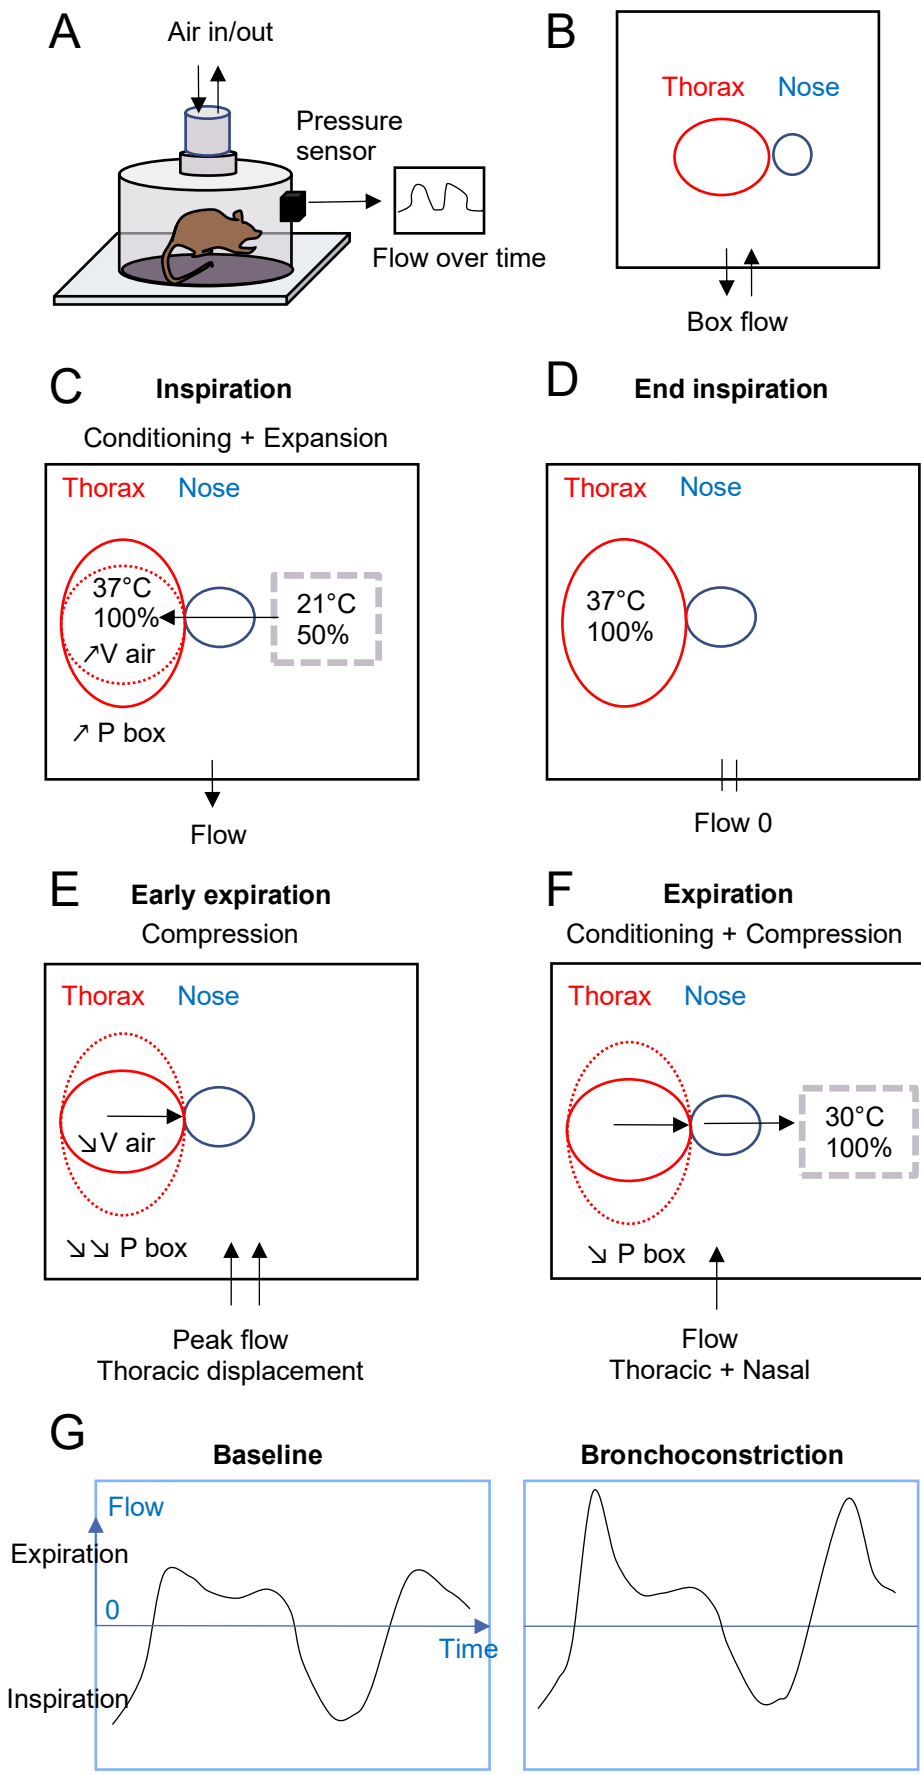 A
Air in/out
Pressure
sensor
Flow over time
B
Thorax Nose
Box flow
C
Inspiration
Conditioning + Expansion
Thorax Nose
37°C
100%
↗V air
21°C
50%
↗ P box
Flow
D
End inspiration
Thorax Nose
37°C
100%
Flow 0
E
Early expiration
Compression
Thorax Nose
↘V air
↘↘ P box
Peak flow
Thoracic displacement
F
Expiration
Conditioning + Compression
Thorax Nose
30°C
100%
↘ P box
Flow
Thoracic + Nasal
G
Baseline
Flow
Expiration
0
Time
Inspiration
Bronchoconstriction